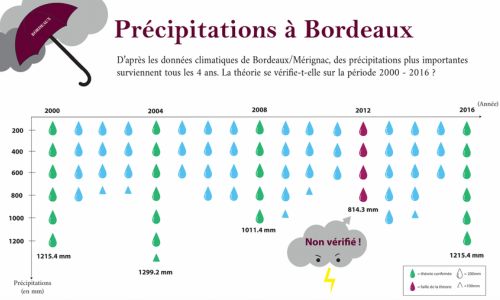 BORDEAUX
Précipitations à Bordeaux
D'après les données climatiques de Bordeaux/Mérignac, des précipitations plus importantes
surviennent tous les 4 ans. La théorie se vérifie-t-elle sur la période 2000 - 2016 ?
2000 2004 2008 2012 2016 (Année)
200
400
600
800
1000
1200
814.3 mm
1011.4 mm
Non vérifié !
1215.4 mm
1215.4 mm
1299.2 mm
Précipitations
(en mm)
= théorie confirmée
= 200mm
= faille de la théorie
= 100mm